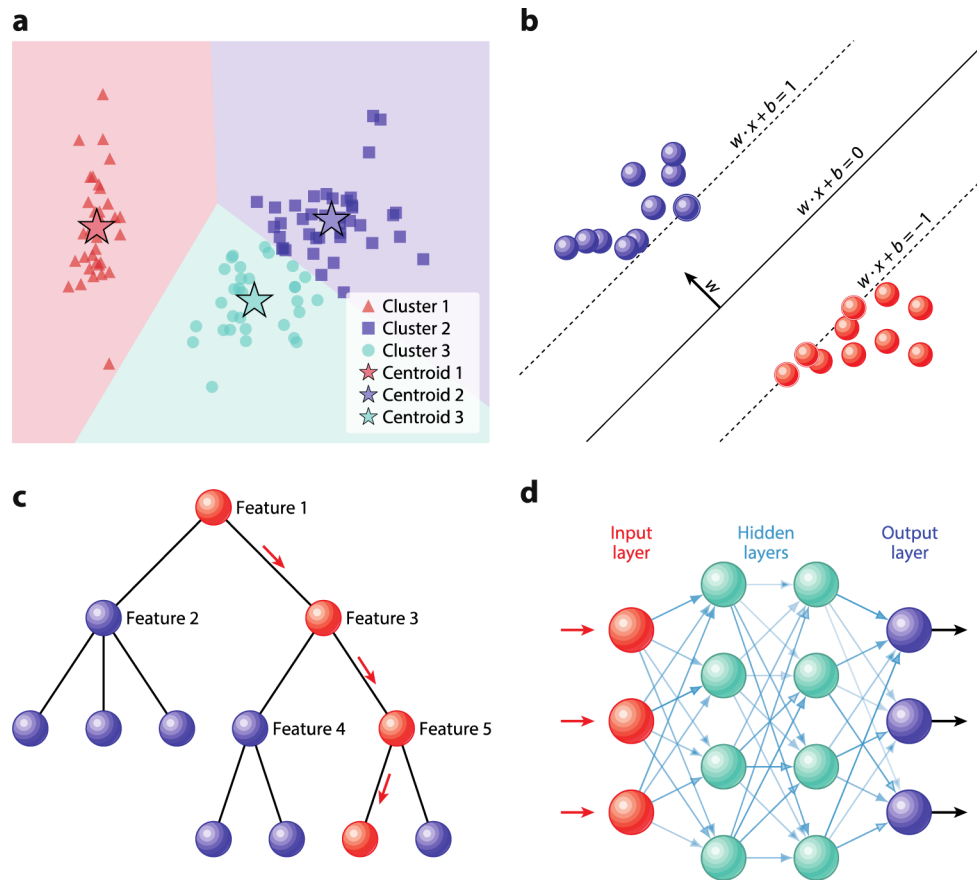 a
Cluster 1
Cluster 2
Cluster 3
Centroid 1
Centroid 2
Centroid 3
b
w · x + b = 1
w · x + b = 0
w · x + b = –1
w
c
Feature 1
Feature 2
Feature 3
Feature 4
Feature 5
d
Input
layer
Hidden
layers
Output
layer